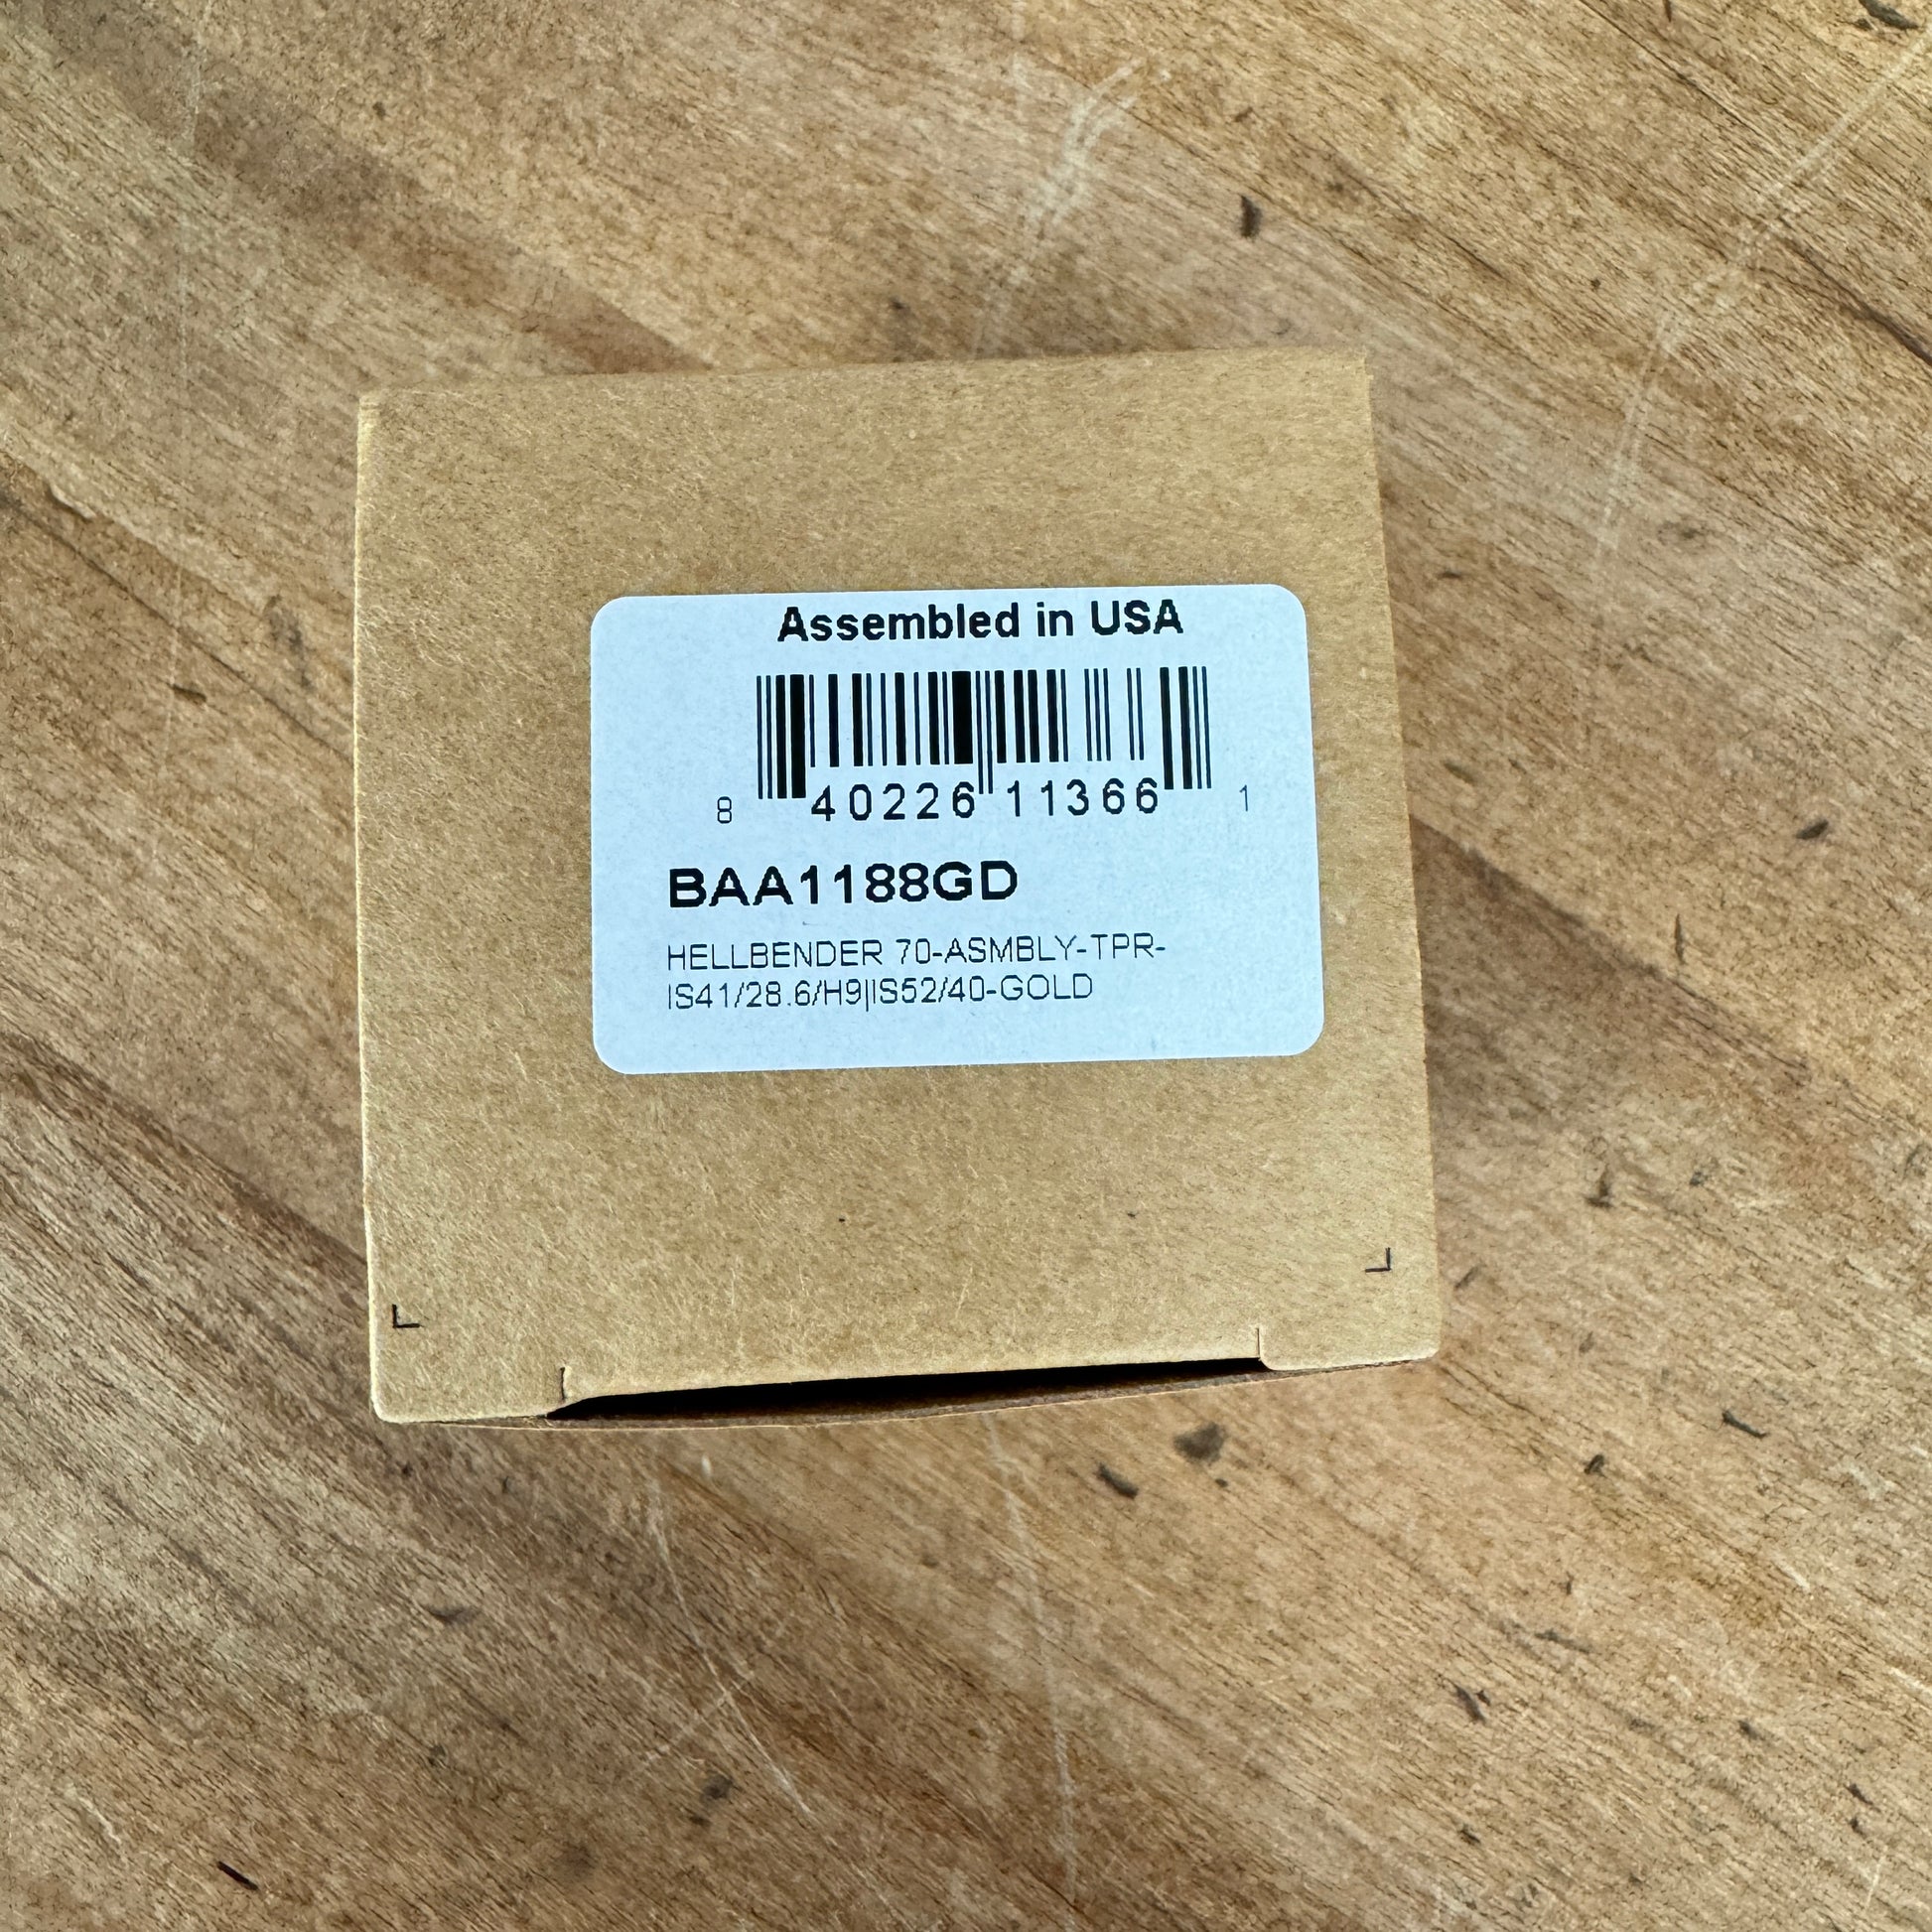 Assembled in USA
8 40226 11366 1
BAA1188GD
HELLBENDER 70-ASMBLY-TPR-
IS41/28.6/H9|IS52/40-GOLD